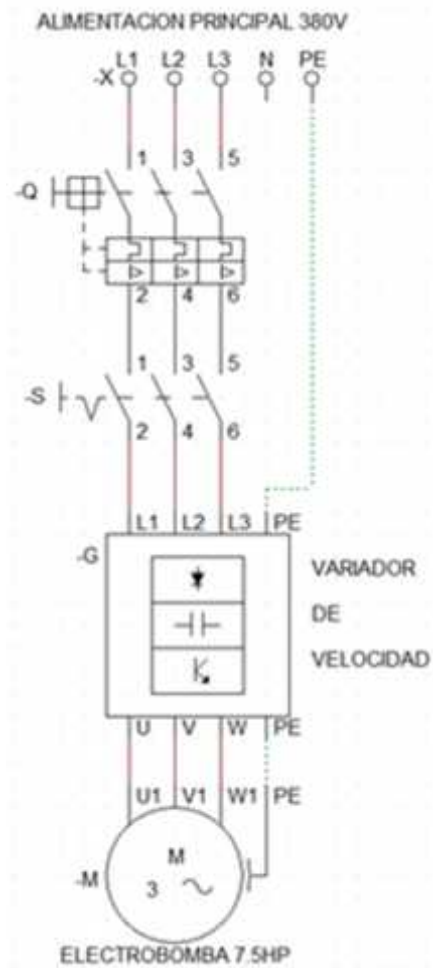 ALIMENTACION PRINCIPAL 380V
L1 L2 L3 N PE
-X
1 3 5
-Q
2 4 6
1 3 5
-S
2 4 6
L1 L2 L3 PE
-G
VARIADOR
DE
VELOCIDAD
U V W PE
U1 V1 W1 PE
M
-M
3
ELECTROBOMBA 7.5HP